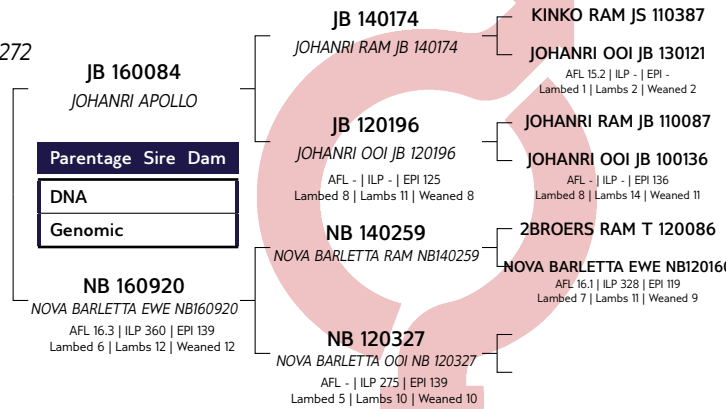 272
JB 160084
JOHANRI APOLLO
Parentage Sire Dam
DNA
Genomic
NB 160920
NOVA BARLETTA EWE NB160920
AFL 16.3 | ILP 360 | EPI 139
Lambed 6 | Lambs 12 | Weaned 12
JB 140174
JOHANRI RAM JB 140174
JB 120196
JOHANRI OOI JB 120196
AFL - | ILP - | EPI 125
Lambed 8 | Lambs 11 | Weaned 8
NB 140259
NOVA BARLETTA RAM NB140259
NB 120327
NOVA BARLETTA OOI NB 120327
AFL - | ILP 275 | EPI 139
Lambed 5 | Lambs 10 | Weaned 10
KINKO RAM JS 110387
JOHANRI OOI JB 130121
AFL 15.2 | ILP - | EPI -
Lambed 1 | Lambs 2 | Weaned 2
JOHANRI RAM JB 110087
JOHANRI OOI JB 100136
AFL - | ILP - | EPI 136
Lambed 8 | Lambs 14 | Weaned 11
2BROERS RAM T 120086
NOVA BARLETTA EWE NB120160
AFL 16.1 | ILP 328 | EPI 119
Lambed 7 | Lambs 11 | Weaned 9